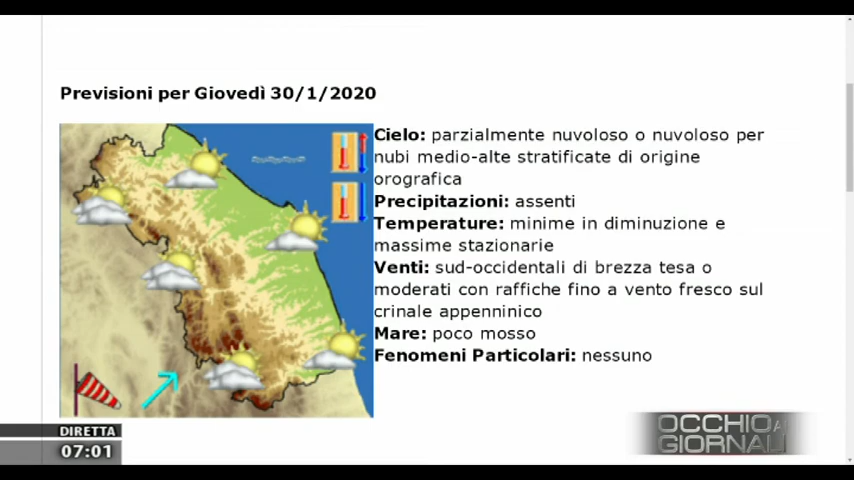 Previsioni per Giovedì 30/1/2020
Cielo: parzialmente nuvoloso o nuvoloso per
nubi medio-alte stratificate di origine
orografica
Precipitazioni: assenti
Temperature: minime in diminuzione e
massime stazionarie
Venti: sud-occidentali di brezza tesa o
moderati con raffiche fino a vento fresco sul
crinale appenninico
Mare: poco mosso
Fenomeni Particolari: nessuno
DIRETTA
07:01
OCCHIO AI
GIORNALI